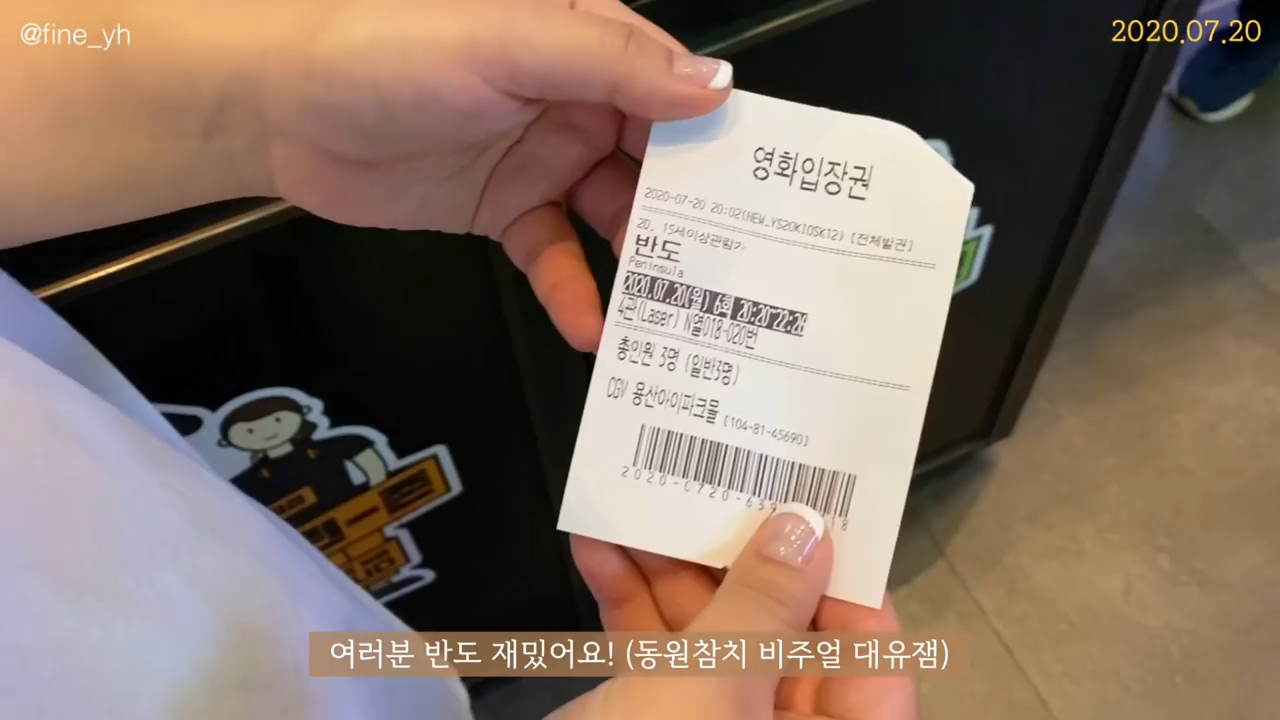 @fine_yh
2020.07.20
영화입장권
2020-07-20 20:02(NEW_YS20KIOSK12) [전체발권]
20, 15세이상관람가
반도
Peninsula
2020.07.20(월) 6회 20:20~22:26
4관(Laser) N열018-020번
총인원 3명 (일반3명)
CGV 용산아이파크몰 [104-81-45690]
여러분 반도 재밌어요! (동원참치 비주얼 대유잼)